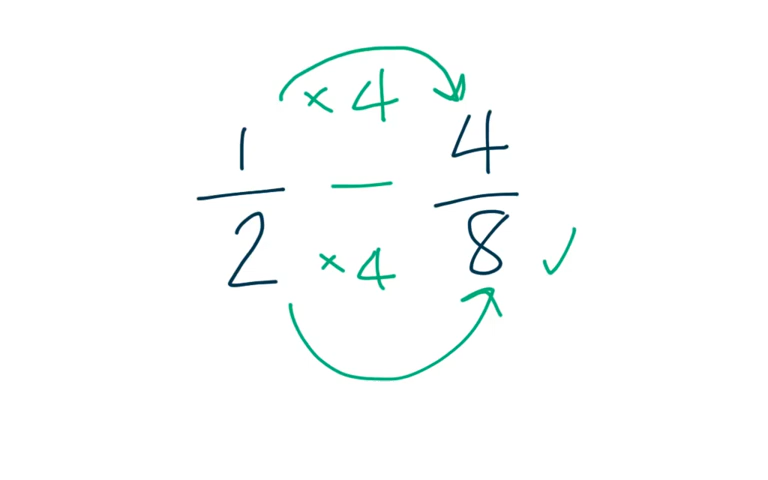 ×4
1/2 — 4/8 ✓
×4